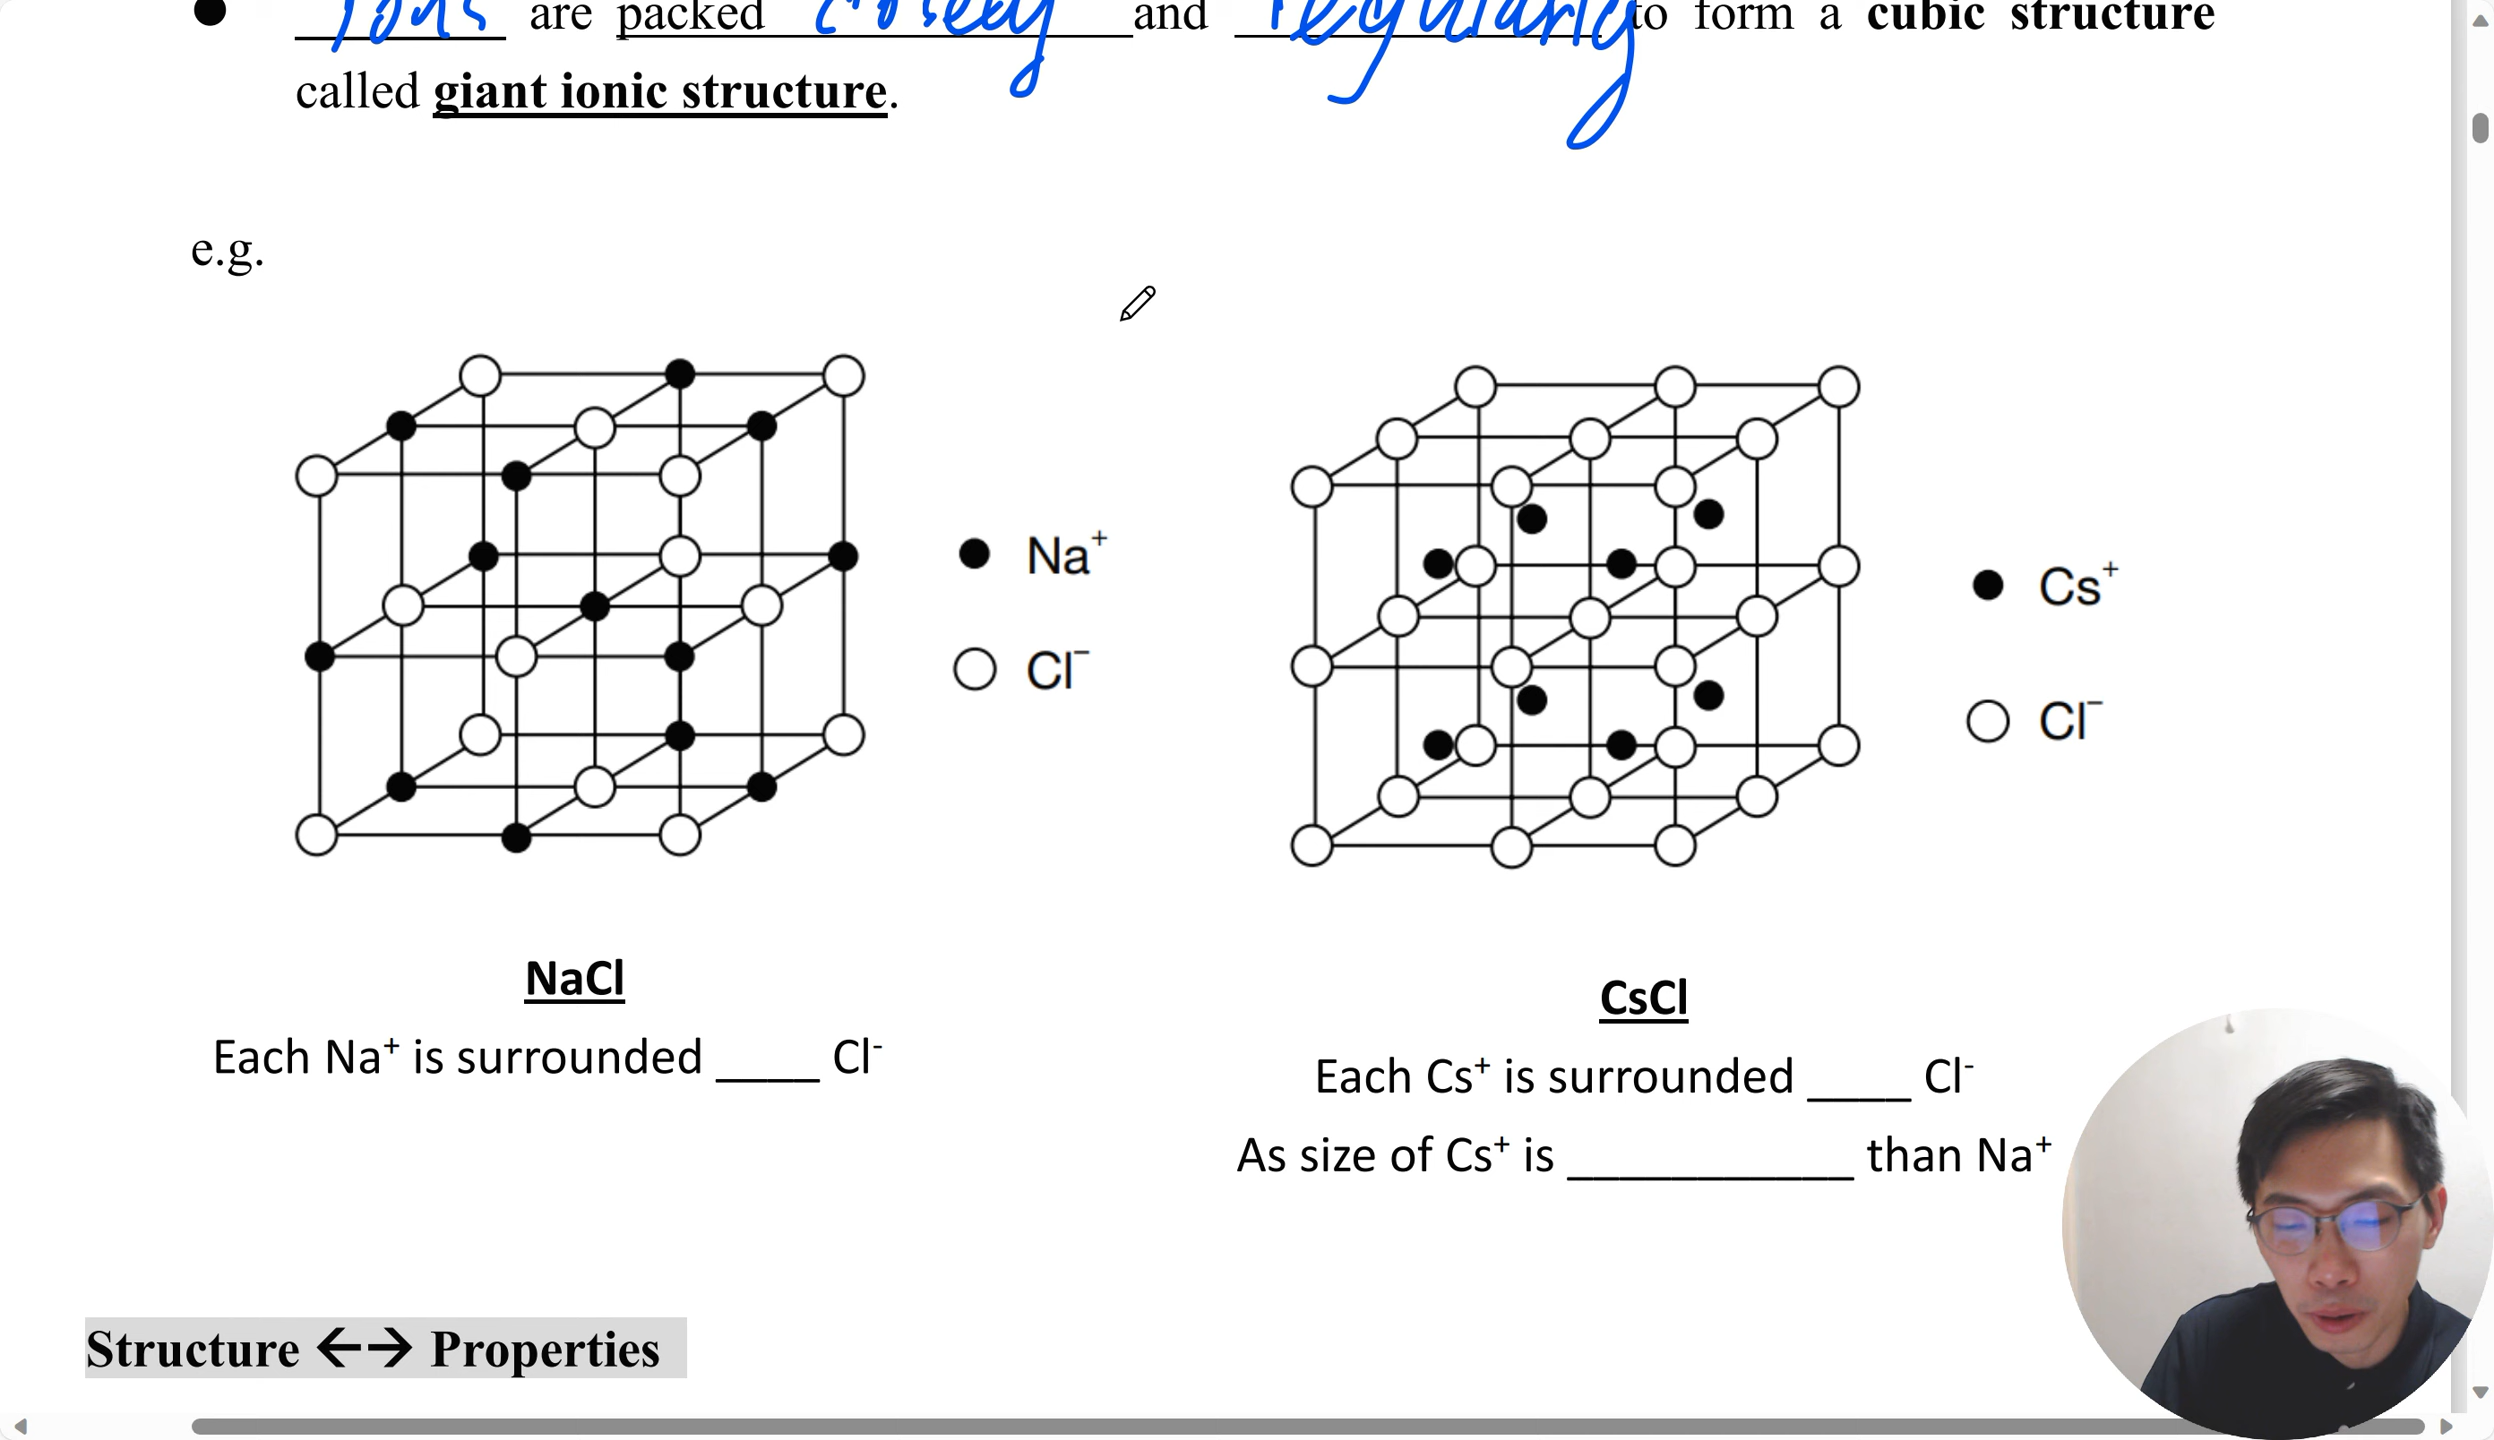 Ions are packed closely and regularly to form a cubic structure
called giant ionic structure.
e.g.
Na⁺
Cl⁻
Cs⁺
Cl⁻
NaCl
Each Na⁺ is surrounded ____ Cl⁻
CsCl
Each Cs⁺ is surrounded ____ Cl⁻
As size of Cs⁺ is ___________ than Na⁺
Structure ←→ Properties